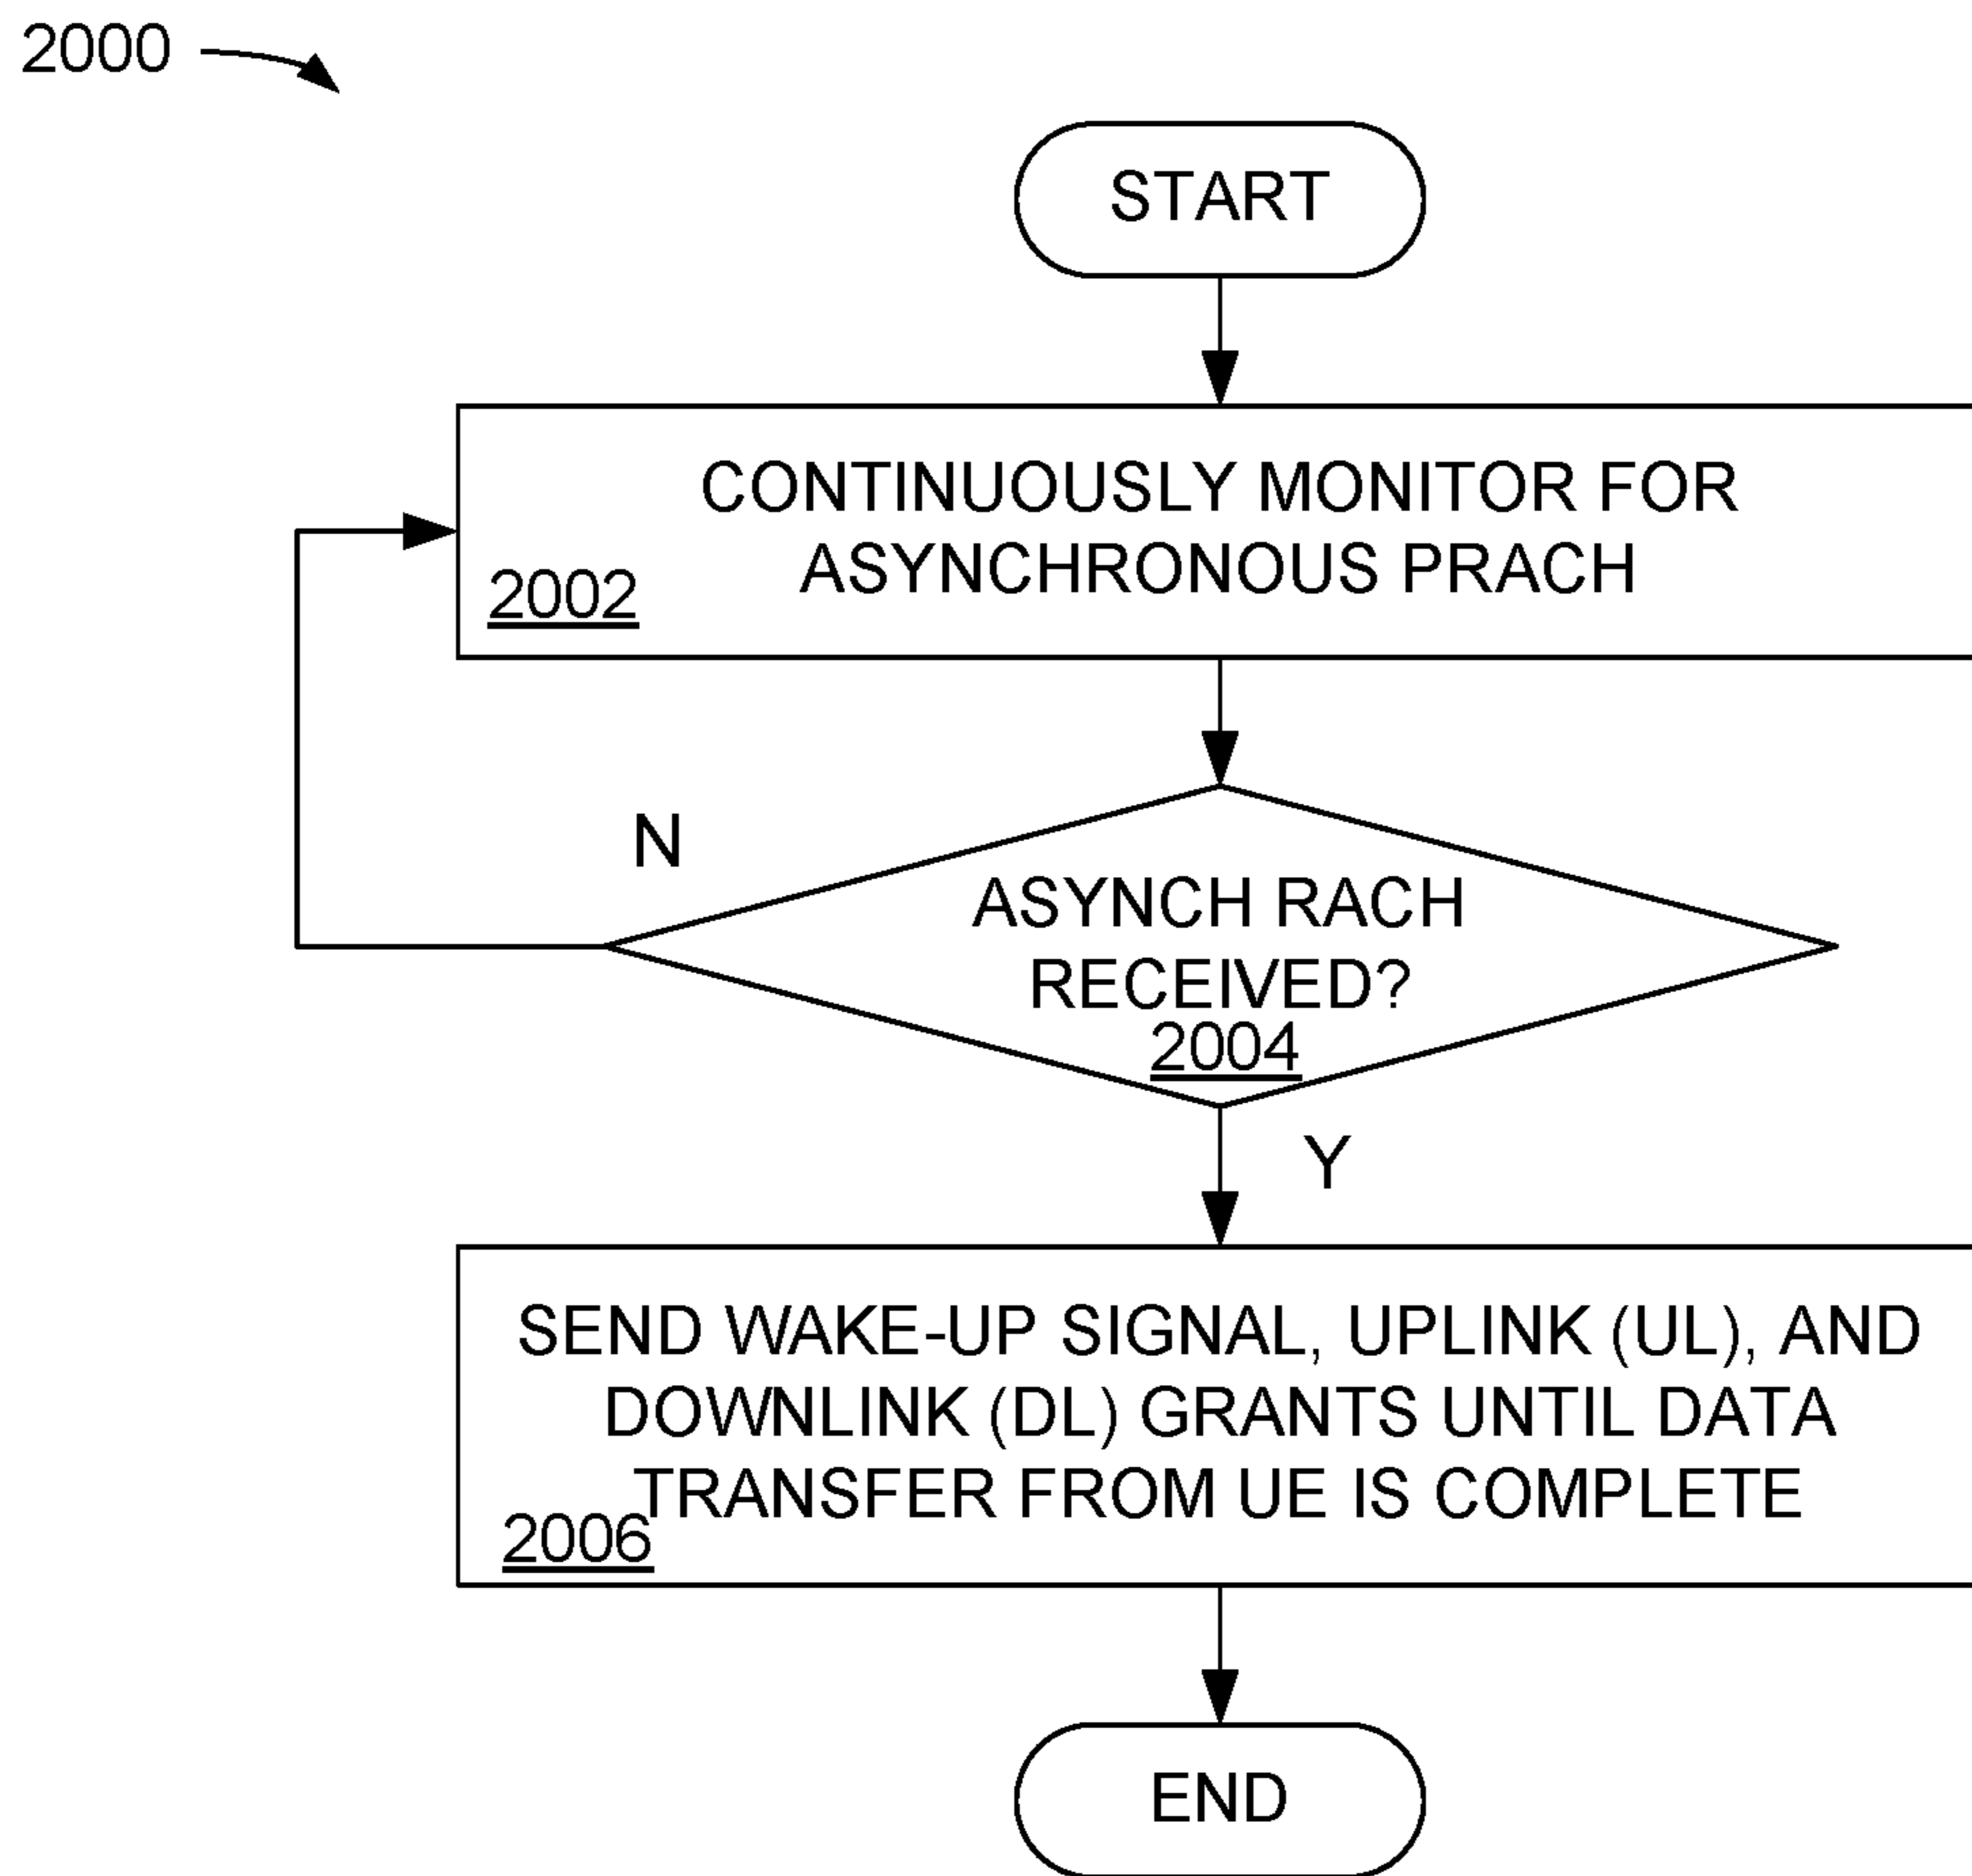 2000
START
CONTINUOUSLY MONITOR FOR
ASYNCHRONOUS PRACH
2002
N
ASYNCH RACH
RECEIVED?
2004
Y
SEND WAKE-UP SIGNAL, UPLINK (UL), AND
DOWNLINK (DL) GRANTS UNTIL DATA
TRANSFER FROM UE IS COMPLETE
2006
END